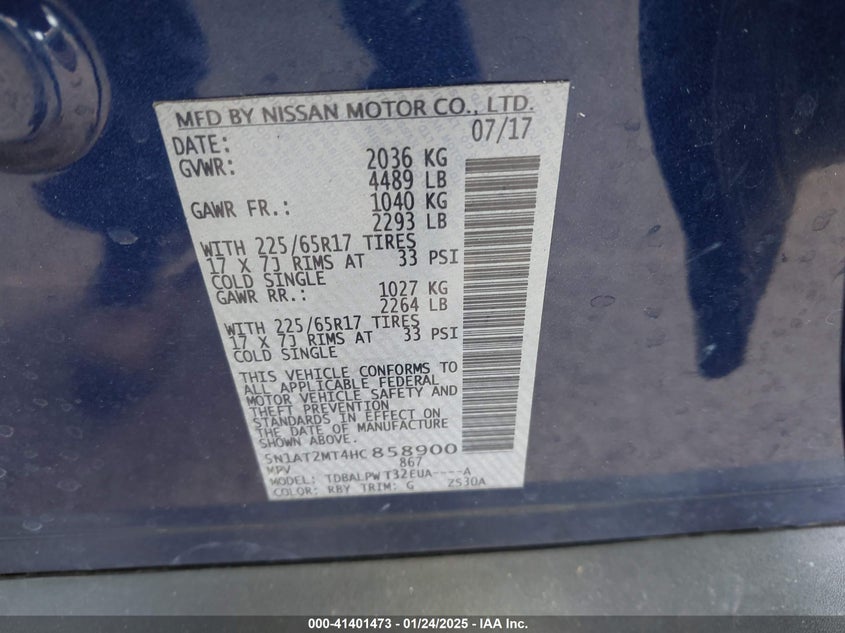 MFD BY NISSAN MOTOR CO., LTD.
DATE: 07/17
GVWR: 2036 KG
4489 LB
GAWR FR.: 1040 KG
2293 LB
WITH 225/65R17 TIRES
17 X 7J RIMS AT 33 PSI
COLD SINGLE
GAWR RR.: 1027 KG
2264 LB
WITH 225/65R17 TIRES
17 X 7J RIMS AT 33 PSI
COLD SINGLE
THIS VEHICLE CONFORMS TO
ALL APPLICABLE FEDERAL
MOTOR VEHICLE SAFETY AND
THEFT PREVENTION
STANDARDS IN EFFECT ON
THE DATE OF MANUFACTURE
SHOWN ABOVE.
5N1AT2MT4HC858900
MPV 867
MODEL: TDBALPW T32EUA----A
COLOR: RBY TRIM: G ZS30A
000-41401473 - 01/24/2025 - IAA Inc.